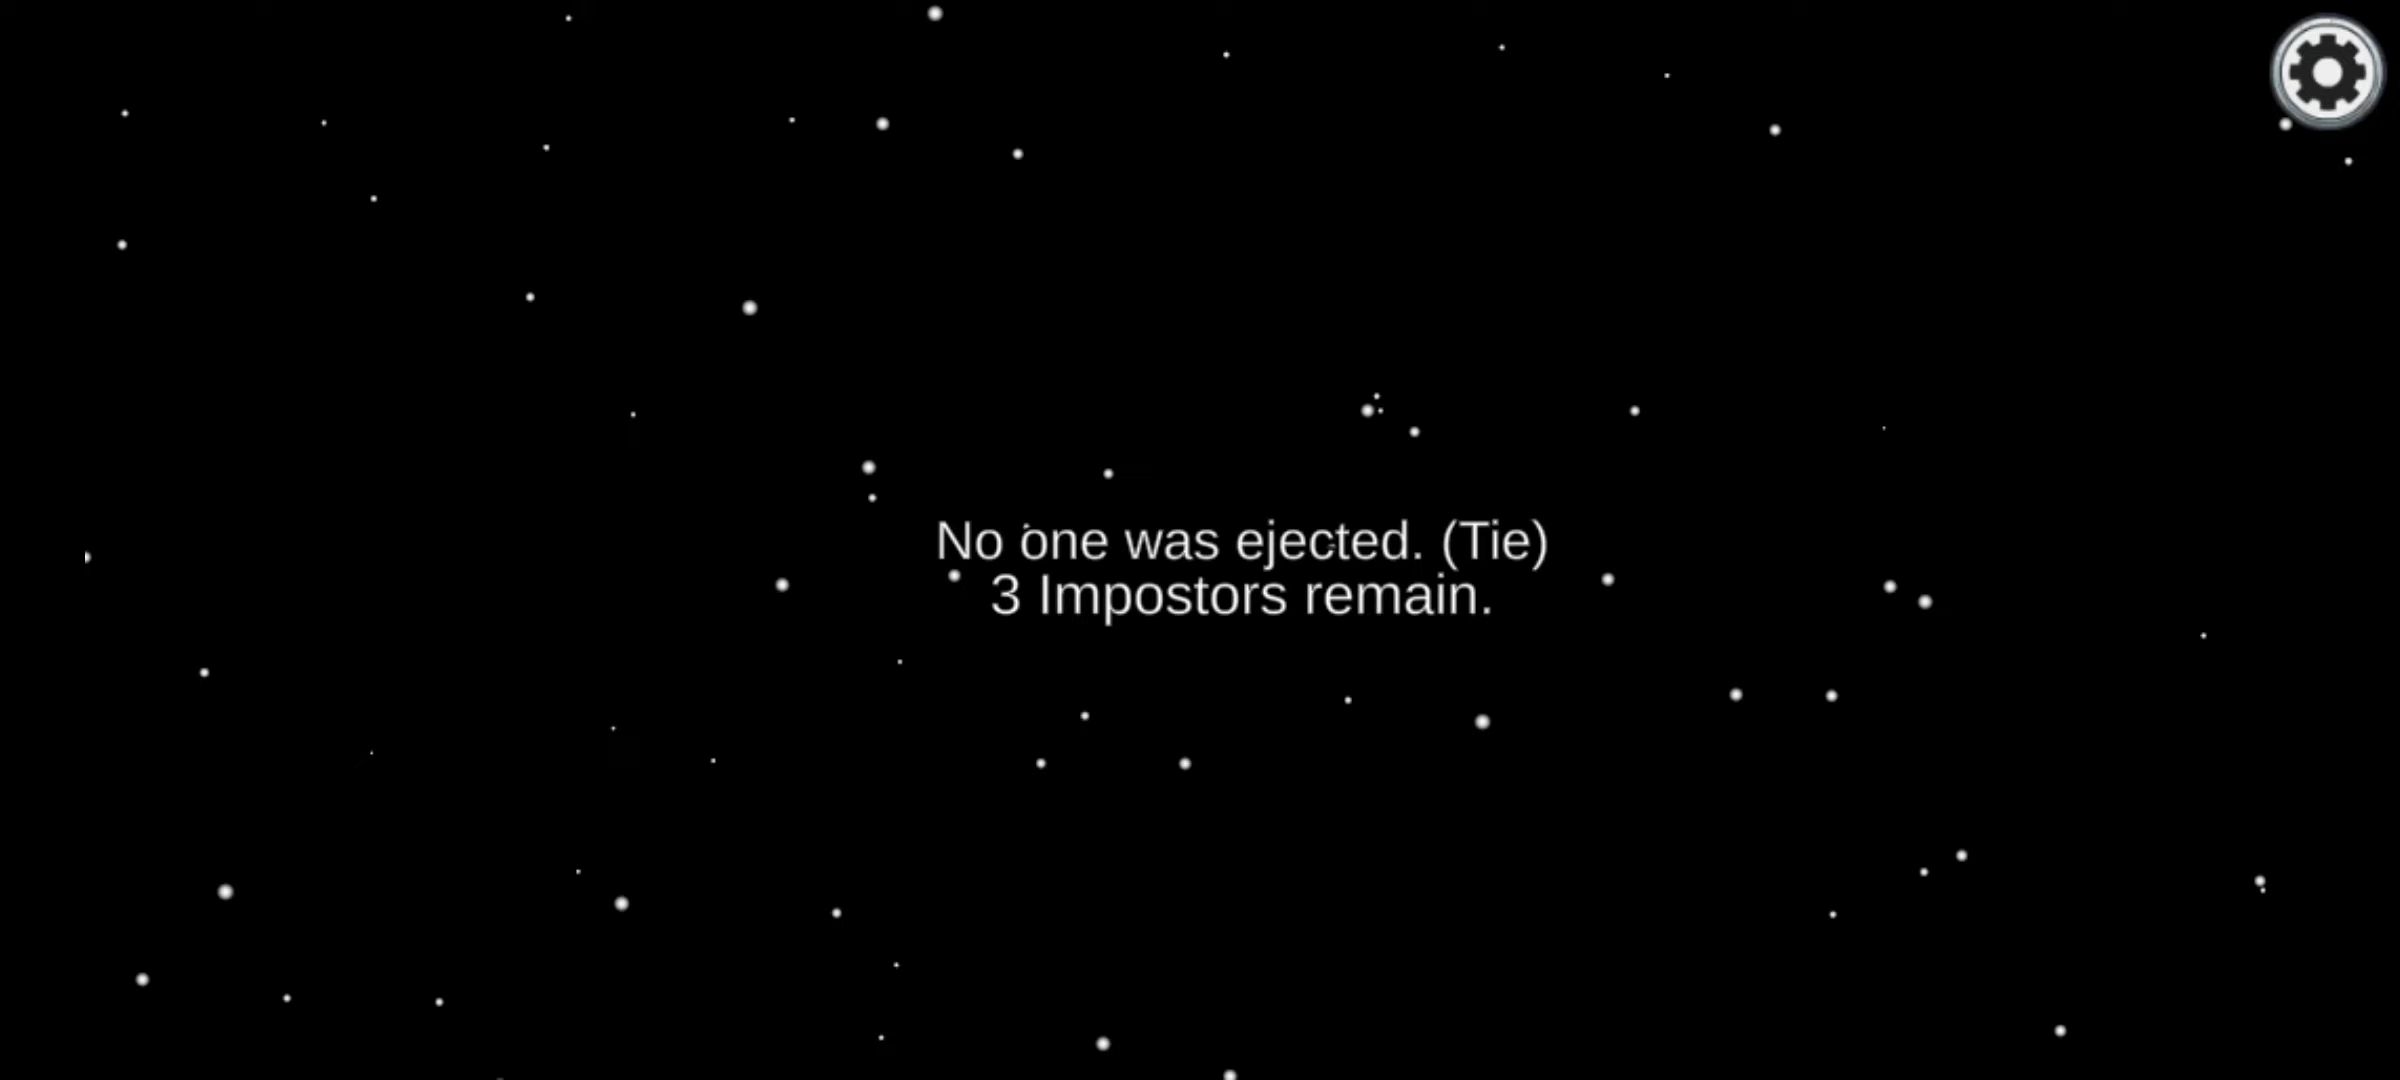 No one was ejected. (Tie)
3 Impostors remain.